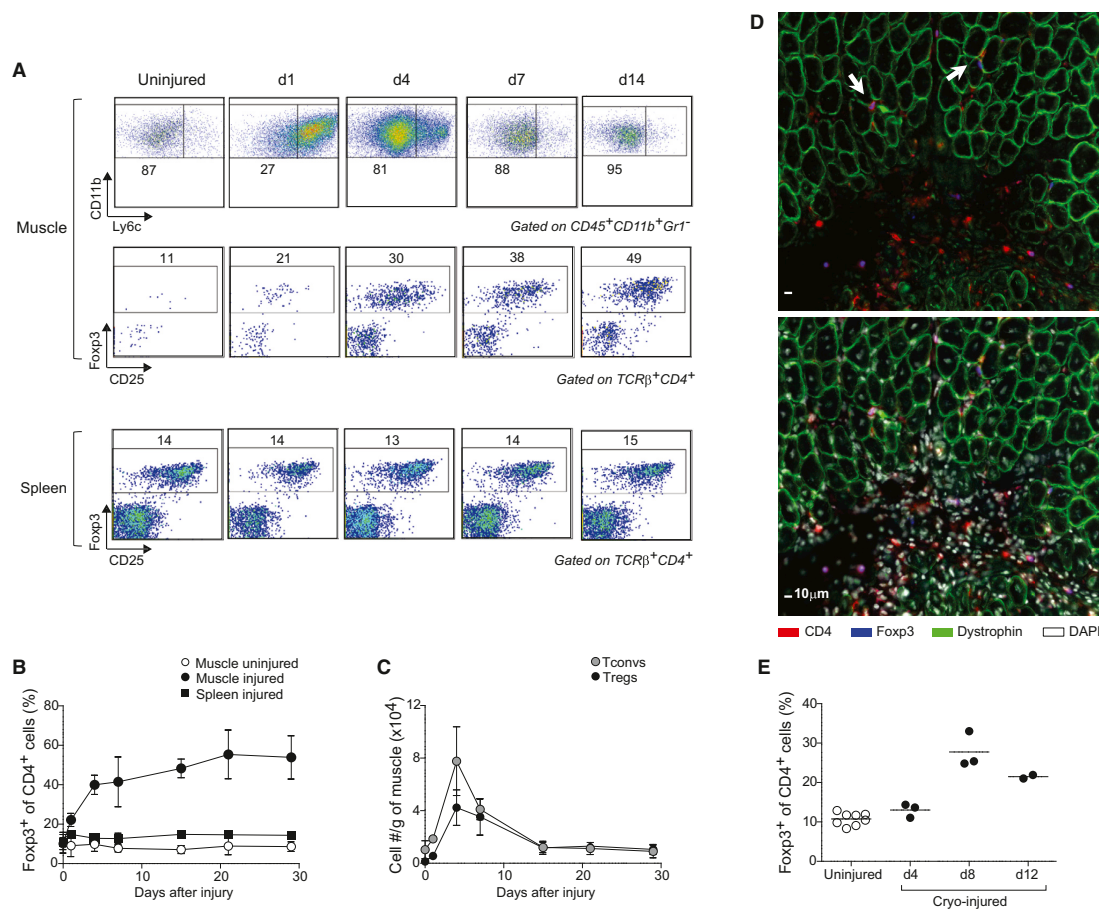 A
Uninjured d1 d4 d7 d14
87 27 81 88 95
CD11b
Ly6c
Gated on CD45+CD11b+Gr1-
Muscle
11 21 30 38 49
Foxp3
CD25
Gated on TCRβ+CD4+
14 14 13 14 15
Spleen
Foxp3
CD25
Gated on TCRβ+CD4+
D
10µm
CD4 Foxp3 Dystrophin DAPI
B
Muscle uninjured
Muscle injured
Spleen injured
Foxp3+ of CD4+ cells (%)
80
60
40
20
0
0 10 20 30
Days after injury
C
Tconvs
Tregs
Cell #/g of muscle (x104)
12
8
4
0
0 10 20 30
Days after injury
E
Foxp3+ of CD4+ cells (%)
40
30
20
10
0
Uninjured d4 d8 d12
Cryo-injured